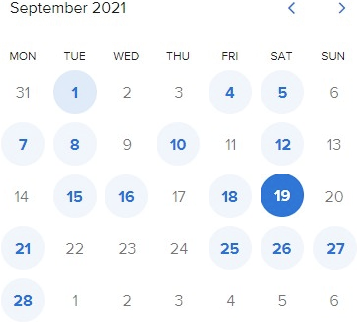 September 2021
MON TUE WED THU FRI SAT SUN
31 1 2 3 4 5 6
7 8 9 10 11 12 13
14 15 16 17 18 19 20
21 22 23 24 25 26 27
28 1 2 3 4 5 6